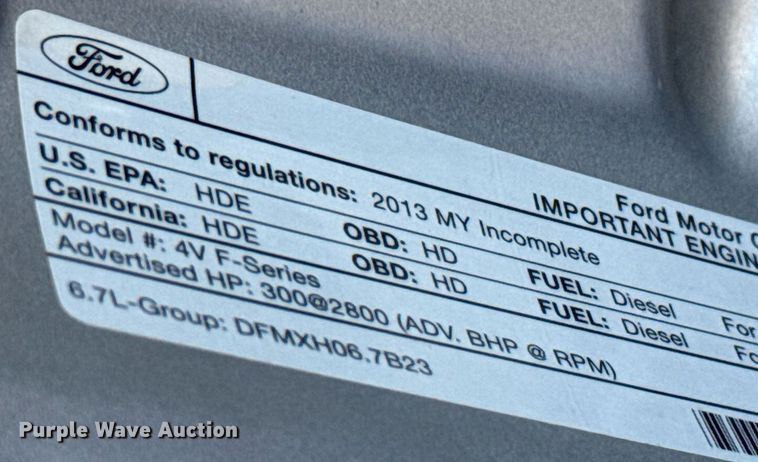 Ford
Ford Motor
IMPORTANT
Conforms to regulations: 2013 MY Incomplete
U.S. EPA: HDE OBD: HD FUEL: Diesel For
California: HDE OBD: HD FUEL: Diesel
Model #: 4V F-Series
Advertised HP: 300@2800 (ADV. BHP @ RPM)
6.7L-Group: DFMXH06.7B23
Purple Wave Auction